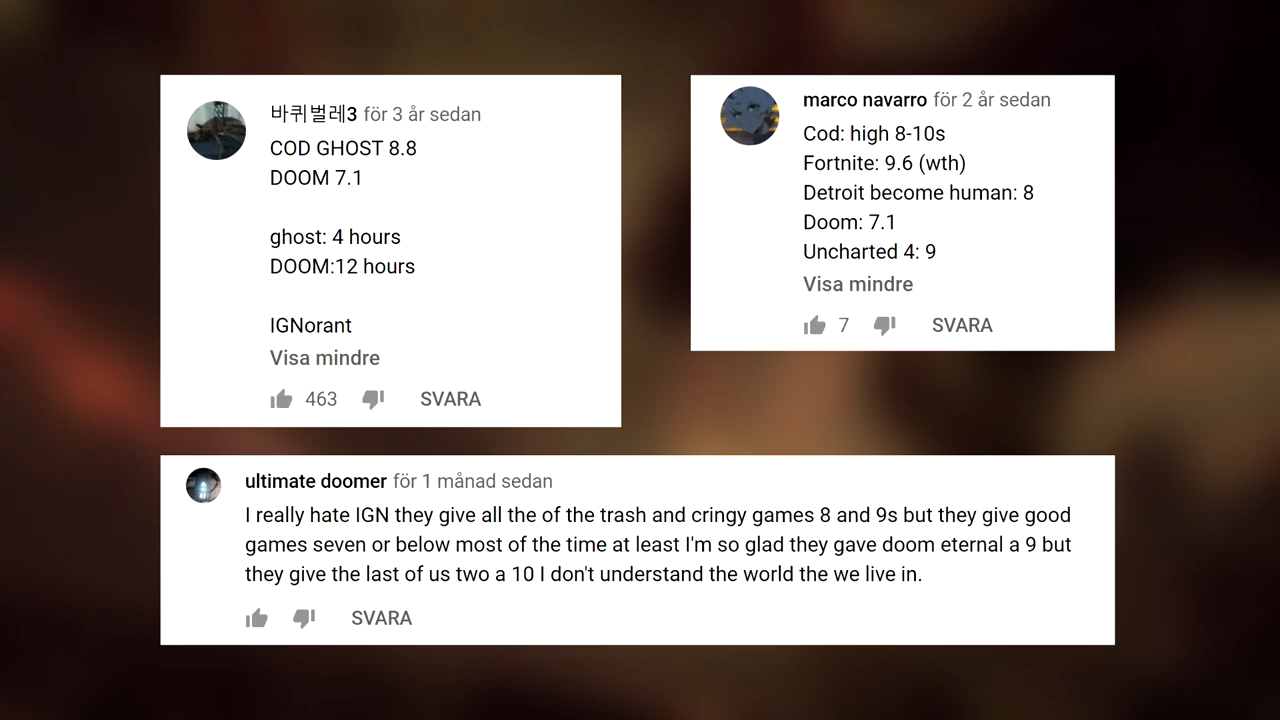 바퀴벌레3 för 3 år sedan
COD GHOST 8.8
DOOM 7.1
ghost: 4 hours
DOOM:12 hours
IGNorant
Visa mindre
463 SVARA
marco navarro för 2 år sedan
Cod: high 8-10s
Fortnite: 9.6 (wth)
Detroit become human: 8
Doom: 7.1
Uncharted 4: 9
Visa mindre
7 SVARA
ultimate doomer för 1 månad sedan
I really hate IGN they give all the of the trash and cringy games 8 and 9s but they give good
games seven or below most of the time at least I'm so glad they gave doom eternal a 9 but
they give the last of us two a 10 I don't understand the world the we live in.
SVARA